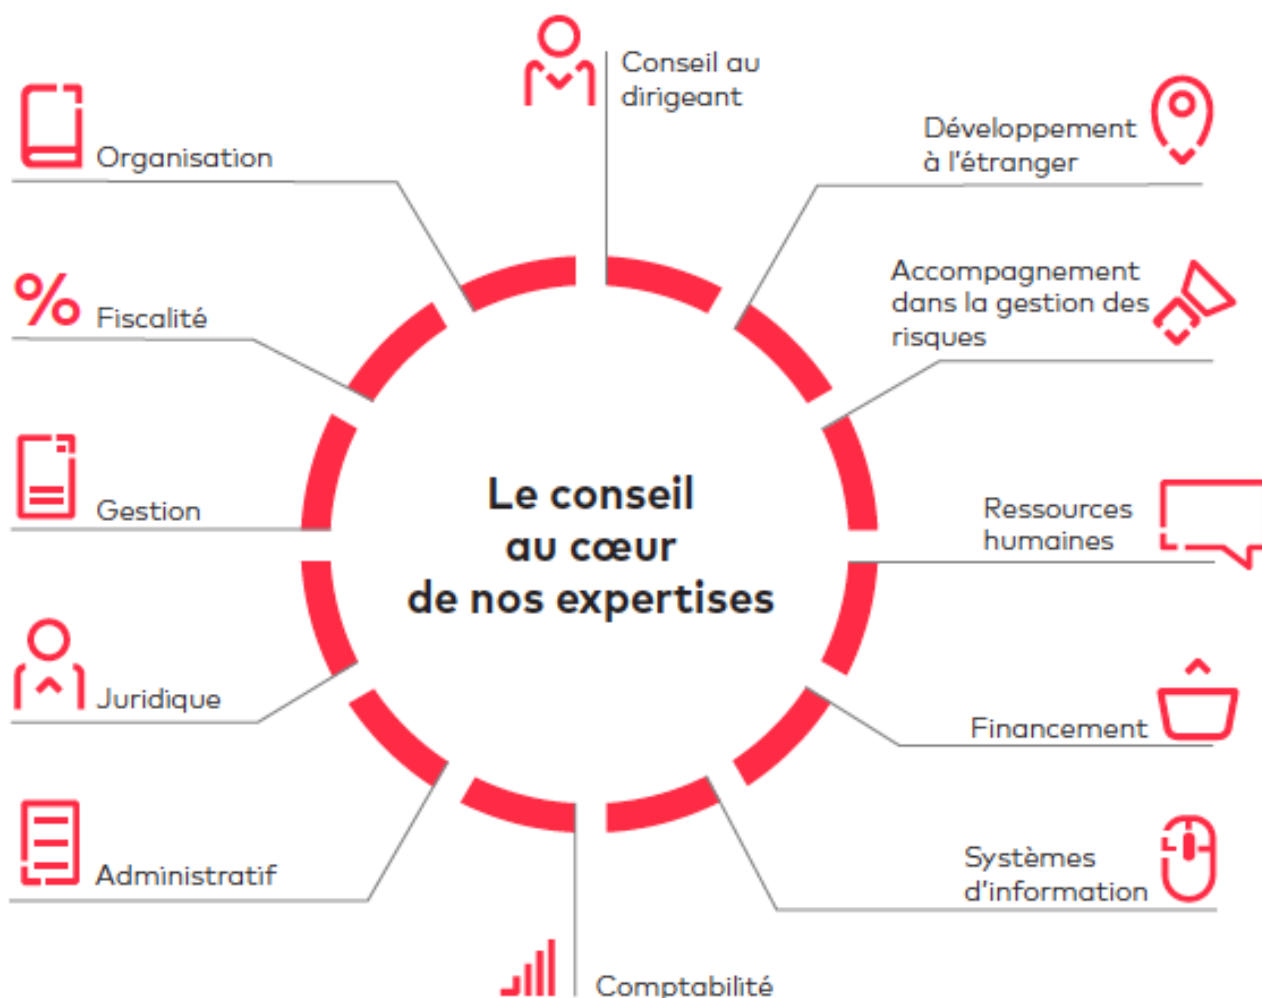 Conseil au
dirigeant
Développement
à l'étranger
Accompagnement
dans la gestion des
risques
Ressources
humaines
Financement
Systèmes
d'information
Comptabilité
Administratif
Juridique
Gestion
%
Fiscalité
Organisation
Le conseil
au cœur
de nos expertises